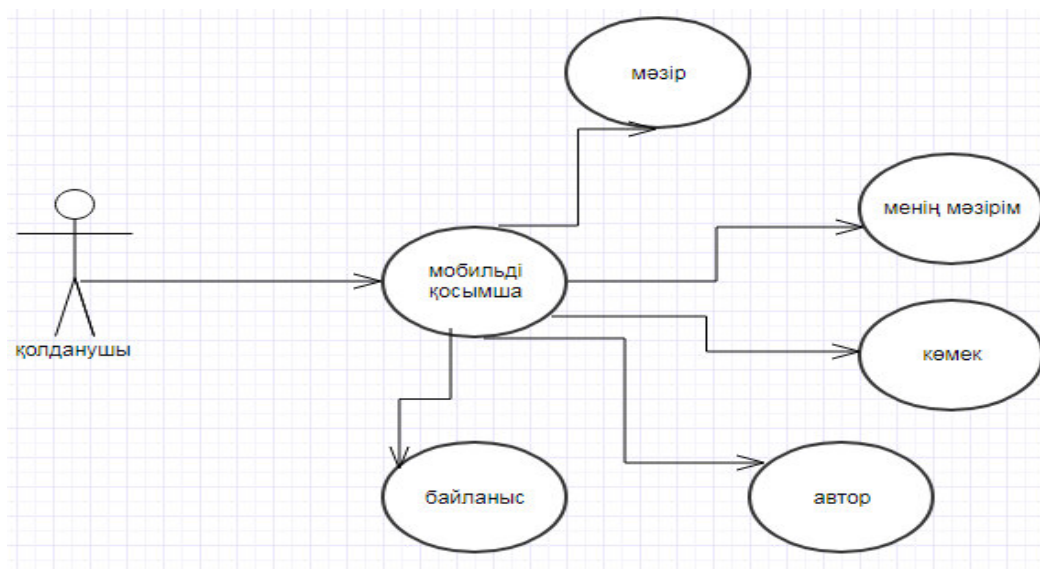 мәзір
менің мәзірім
мобильді
қосымша
қолданушы
көмек
байланыс
автор